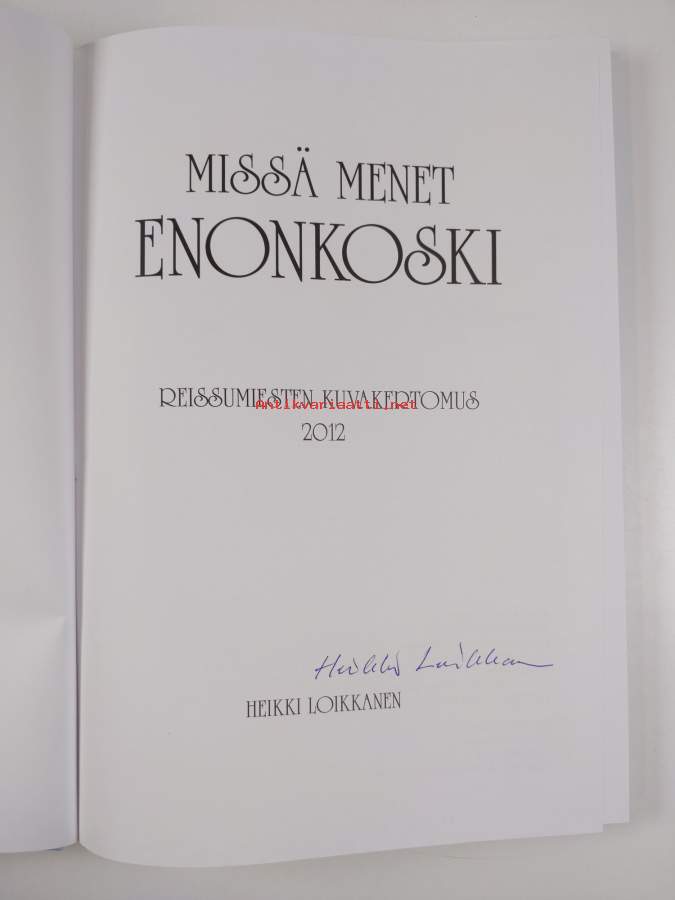 MISSÄ MENET
ENONKOSKI
REISSUMIESTEN KUVAKERTOMUS
Antikvariaatti.net
2012
Heikki Loikkanen
HEIKKI LOIKKANEN